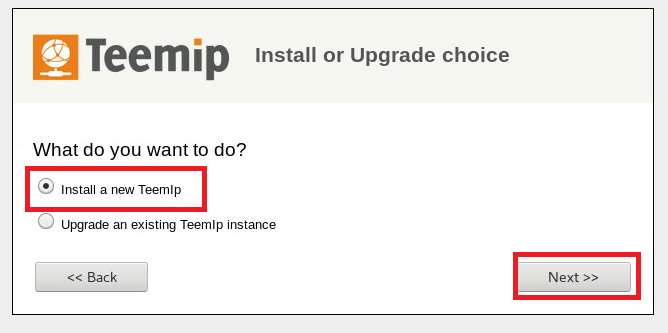 Teemip
Install or Upgrade choice
What do you want to do?
Install a new TeemIp
Upgrade an existing TeemIp instance
<< Back
Next >>